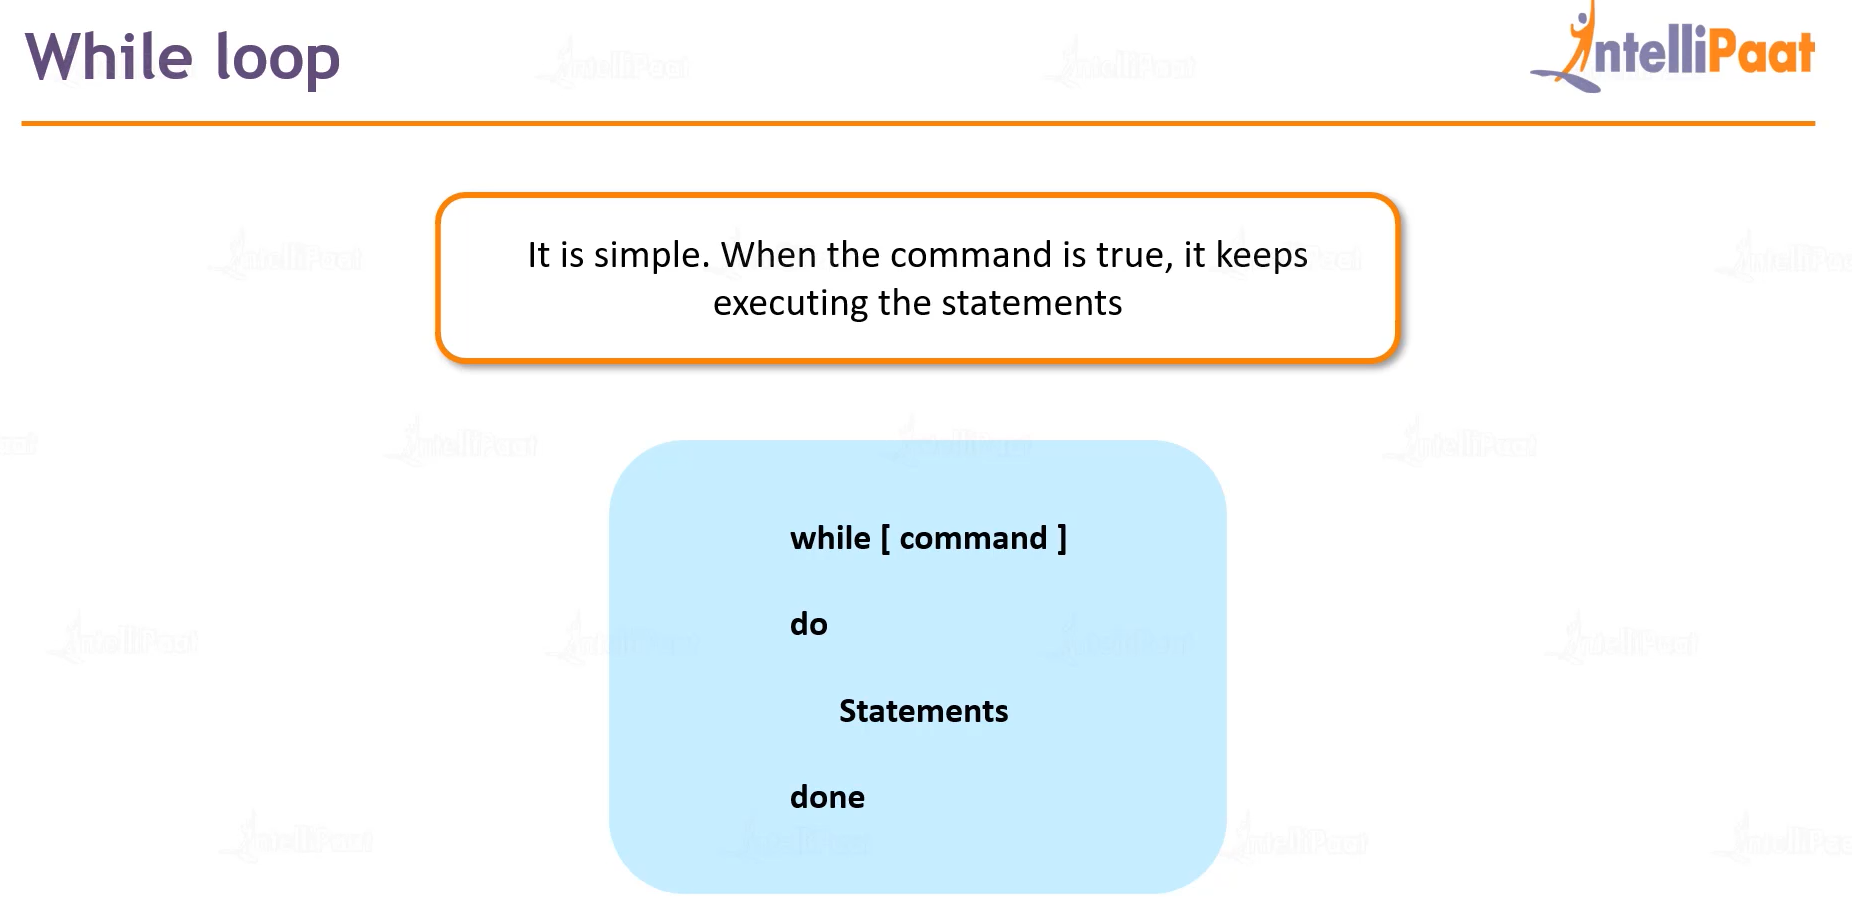 While loop
IntelliPaat
It is simple. When the command is true, it keeps
executing the statements
while [ command ]
do
Statements
done